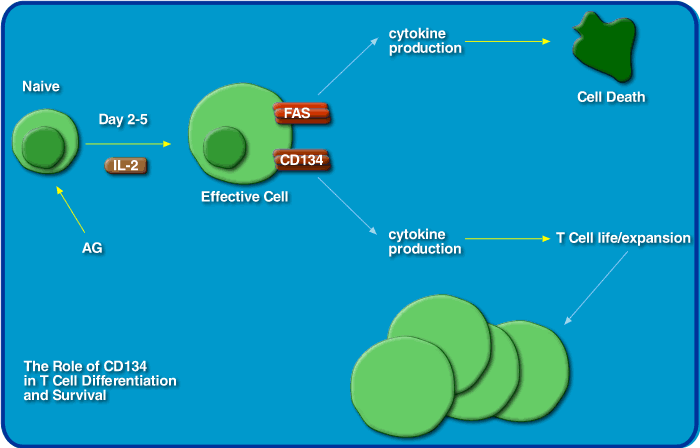 Naive
Day 2-5
IL-2
AG
FAS
CD134
Effective Cell
cytokine
production
Cell Death
cytokine
production
T Cell life/expansion
The Role of CD134
in T Cell Differentiation
and Survival